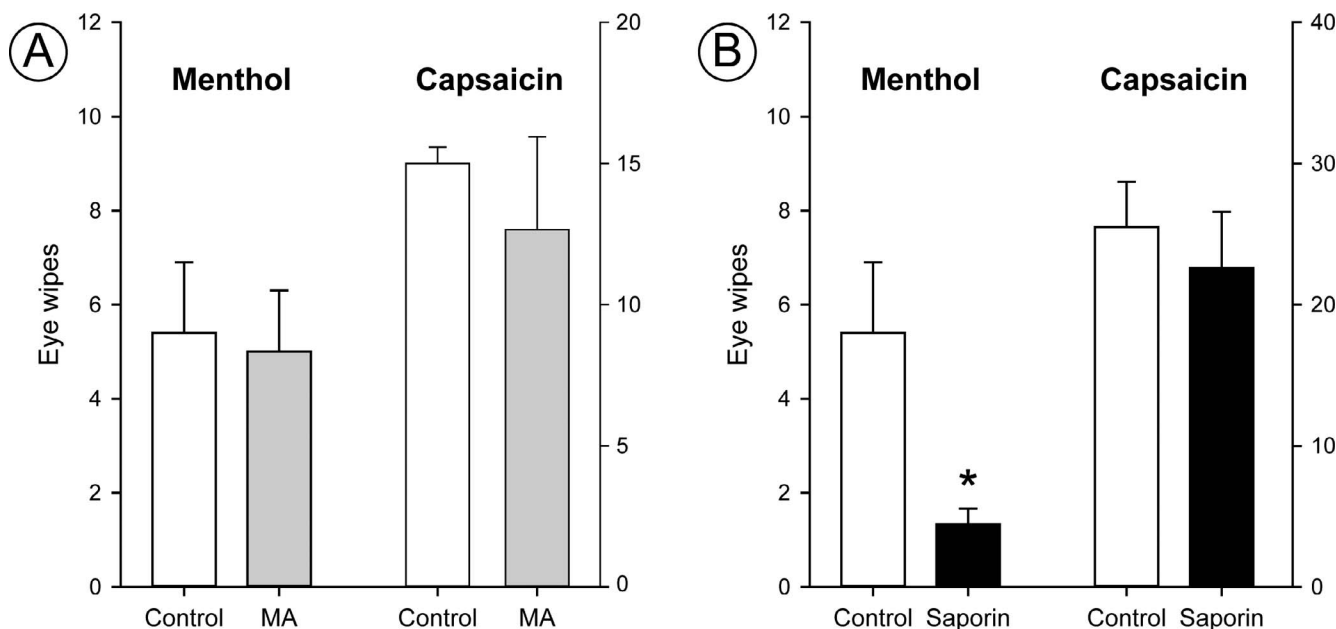 A
Menthol
Capsaicin
Eye wipes
12
10
8
6
4
2
0
20
15
10
5
0
Control
MA
Control
MA
B
Menthol
Capsaicin
Eye wipes
12
10
8
6
4
2
0
*
40
30
20
10
0
Control
Saporin
Control
Saporin